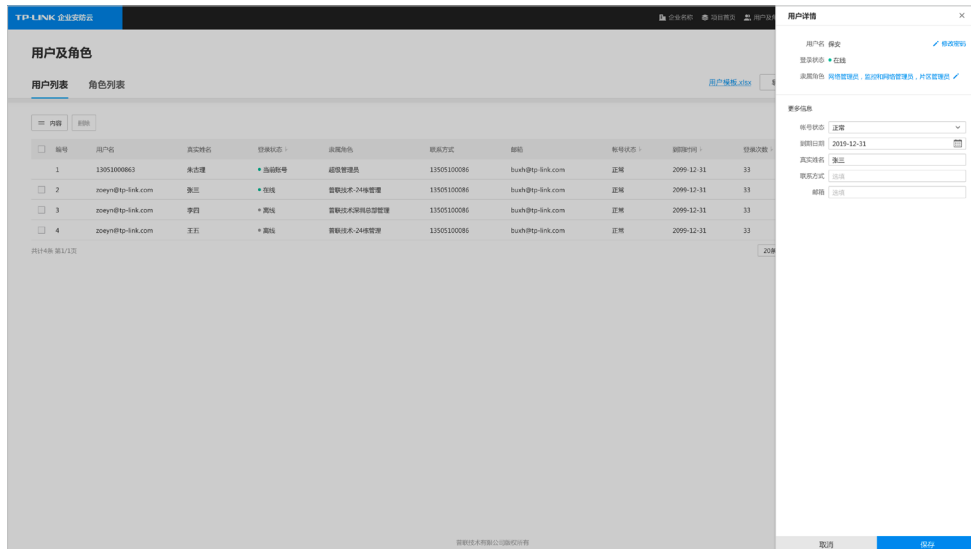 TP-LINK 企业安防云
企业名称 项目首页 用户及角
用户及角色
用户列表 角色列表
用户模板.xlsx
内容 删除
编号 用户名 真实姓名 登录状态 隶属角色 联系方式 邮箱 帐号状态 到期时间 登录次数
1 13051000863 朱志理 当前帐号 超级管理员 13505100086 buxh@tp-link.com 正常 2099-12-31 33
2 zoeyn@tp-link.com 张三 在线 普联技术-24栋管理 13505100086 buxh@tp-link.com 正常 2099-12-31 33
3 zoeyn@tp-link.com 李四 离线 普联技术深圳总部管理 13505100086 buxh@tp-link.com 正常 2099-12-31 33
4 zoeyn@tp-link.com 王五 离线 普联技术-24栋管理 13505100086 buxh@tp-link.com 正常 2099-12-31 33
共计4条 第1/1页
20条
普联技术有限公司版权所有
用户详情
用户名 保安 修改密码
登录状态 在线
隶属角色 网络管理员，监控和网络管理员，片区管理员
更多信息
帐号状态 正常
到期日期 2019-12-31
真实姓名 张三
联系方式 选填
邮箱 选填
取消 保存